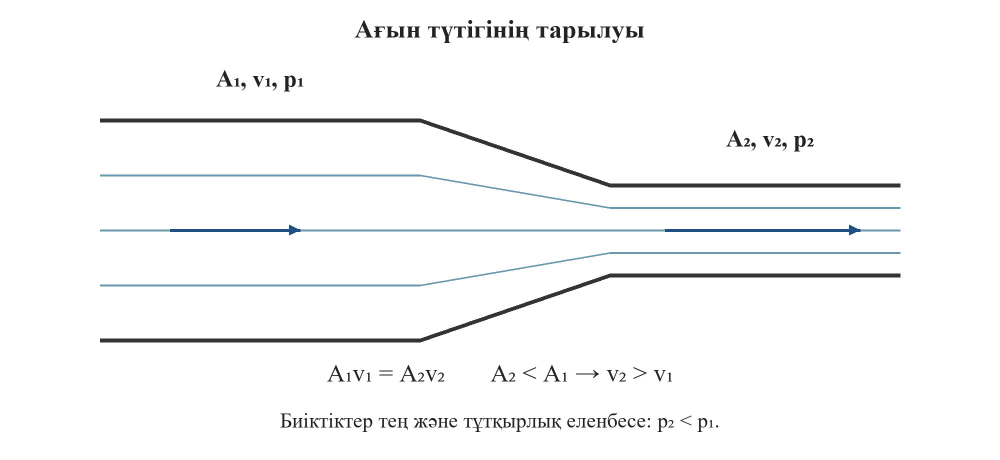 Ағын түтігінің тарылуы
A₁, v₁, p₁
A₂, v₂, p₂
A₁v₁ = A₂v₂ A₂ < A₁ → v₂ > v₁
Биіктіктер тең және тұтқырлық еленбесе: p₂ < p₁.